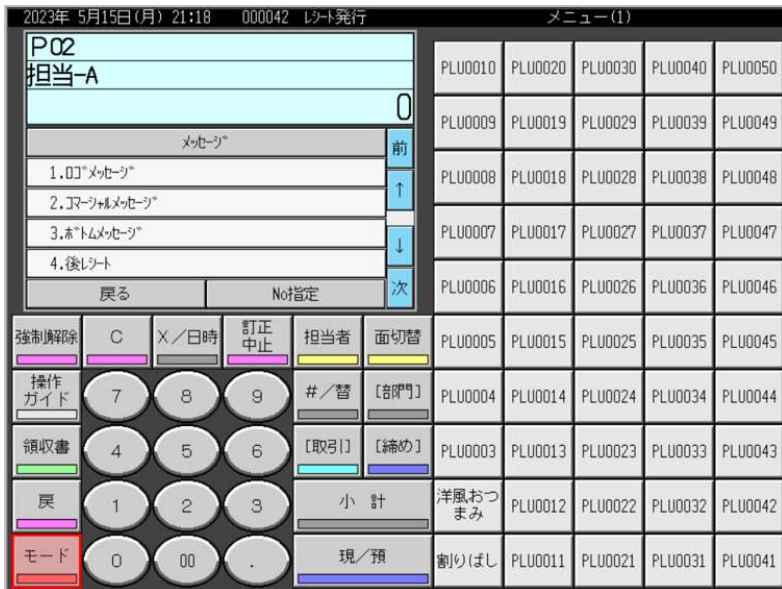 2023年 5月15日(月) 21:18 000042 ﾚｼｰﾄ発行 メニュー(1)
P02
担当-A
0
ﾒｯｾｰｼﾞ
前
1.ﾛｺﾞﾒｯｾｰｼﾞ
↑
2.ｺﾏｰｼｬﾙﾒｯｾｰｼﾞ
3.ﾎﾞﾄﾑﾒｯｾｰｼﾞ
↓
4.後ﾚｼｰﾄ
戻る No指定 次
PLU0010 PLU0020 PLU0030 PLU0040 PLU0050
PLU0009 PLU0019 PLU0029 PLU0039 PLU0049
PLU0008 PLU0018 PLU0028 PLU0038 PLU0048
PLU0007 PLU0017 PLU0027 PLU0037 PLU0047
PLU0006 PLU0016 PLU0026 PLU0036 PLU0046
強制解除 C X／日時 訂正
中止
担当者 面切替 PLU0005 PLU0015 PLU0025 PLU0035 PLU0045
操作
ガイド
7 8 9 #／替 [部門] PLU0004 PLU0014 PLU0024 PLU0034 PLU0044
領収書 4 5 6 [取引] [締め] PLU0003 PLU0013 PLU0023 PLU0033 PLU0043
戻 1 2 3 小 計 洋風おつ
まみ
PLU0012 PLU0022 PLU0032 PLU0042
モード 0 00 . 現／預 割りばし PLU0011 PLU0021 PLU0031 PLU0041